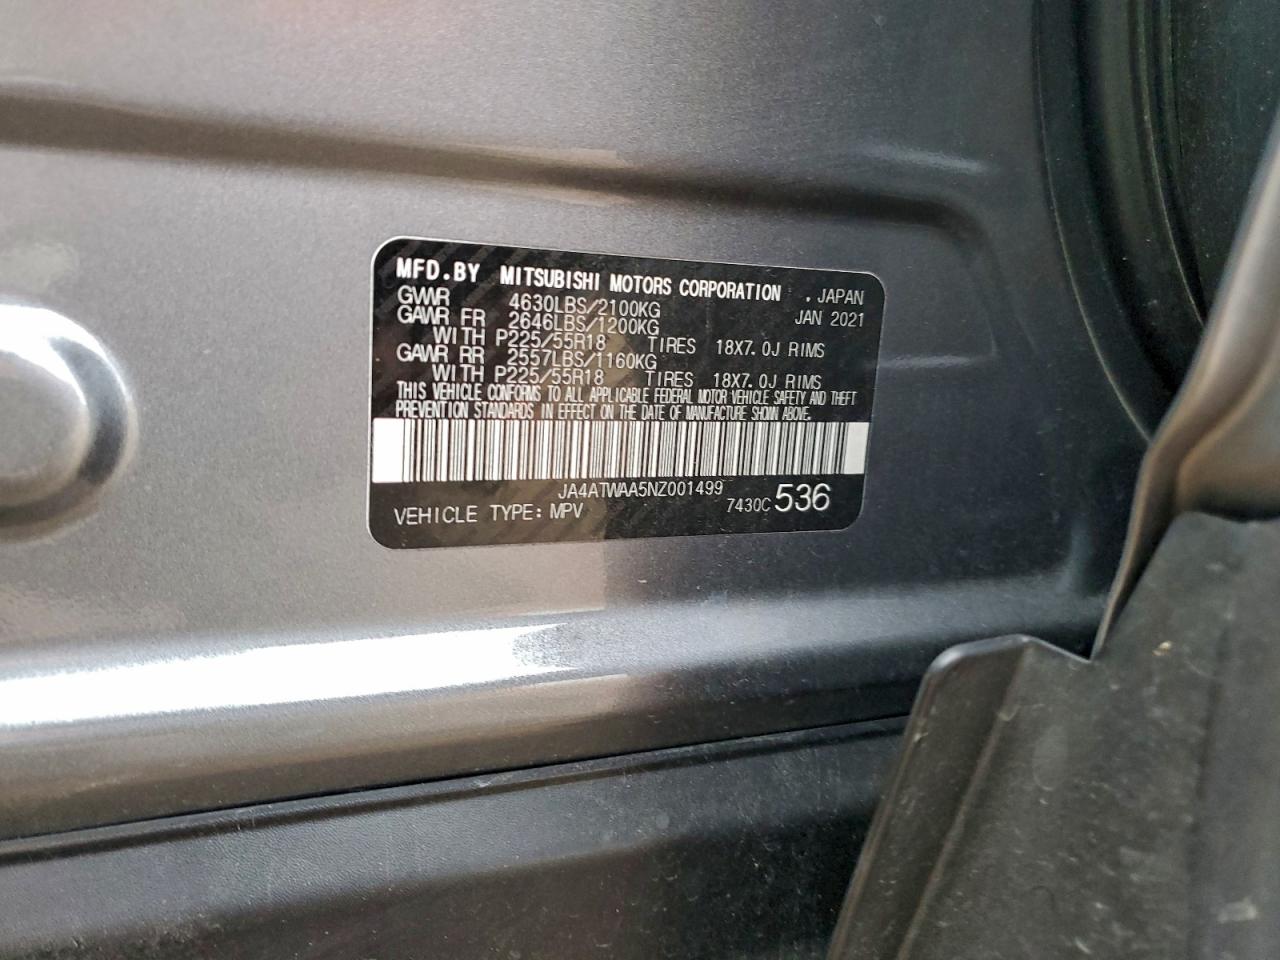 MFD.BY MITSUBISHI MOTORS CORPORATION . JAPAN
GWR 4630LBS/2100KG JAN 2021
GAWR FR 2646LBS/1200KG
WITH P225/55R18 TIRES 18X7.0J RIMS
GAWR RR 2557LBS/1160KG
WITH P225/55R18 TIRES 18X7.0J RIMS
THIS VEHICLE CONFORMS TO ALL APPLICABLE FEDERAL MOTOR VEHICLE SAFETY AND THEFT
PREVENTION STANDARDS IN EFFECT ON THE DATE OF MANUFACTURE SHOWN ABOVE.
JA4ATWAA5NZ001499
VEHICLE TYPE: MPV 7430C 536